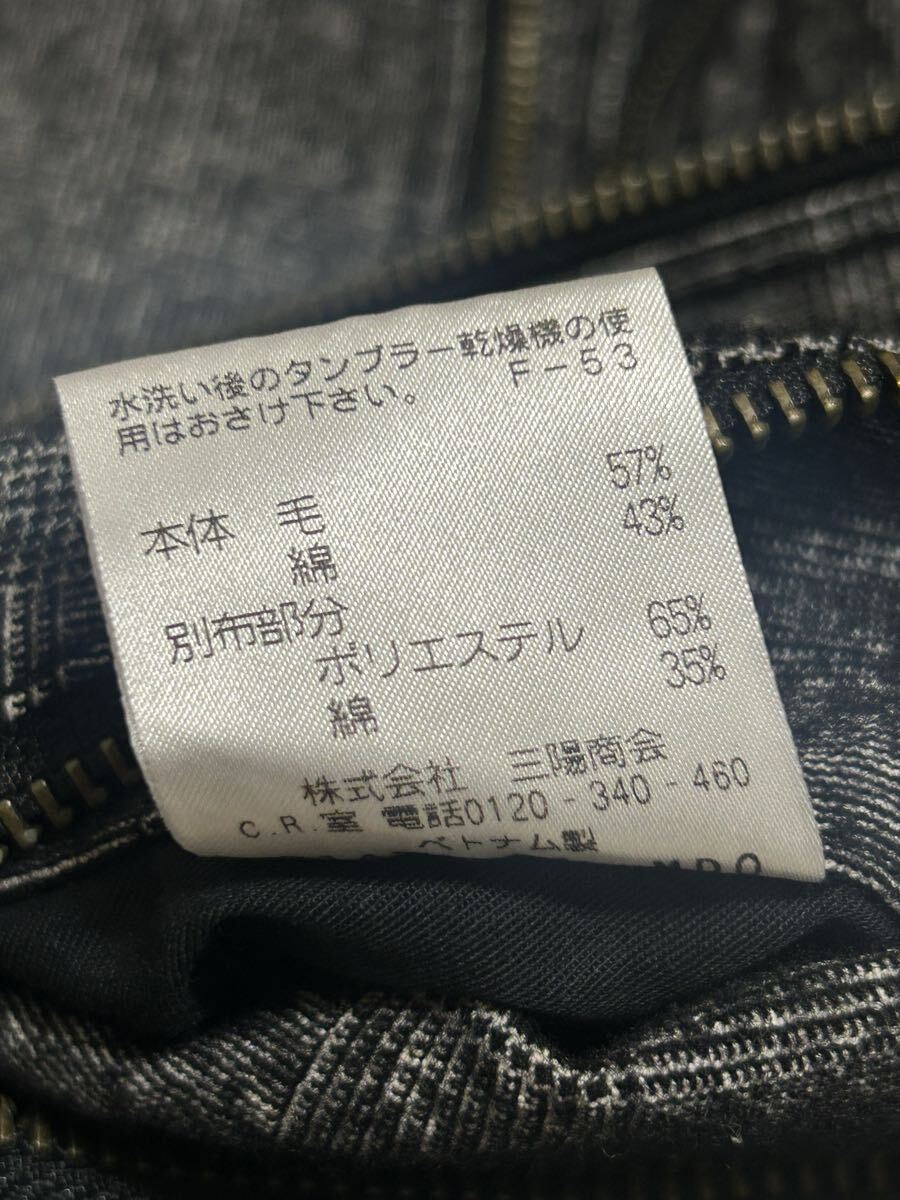 水洗い後のタンブラー乾燥機の使
用はおさけ下さい。 F-53
本体 毛 57%
綿 43%
別布部分
ポリエステル 65%
綿 35%
株式会社 三陽商会
C.R.室 電話0120-340-460
ベトナム製